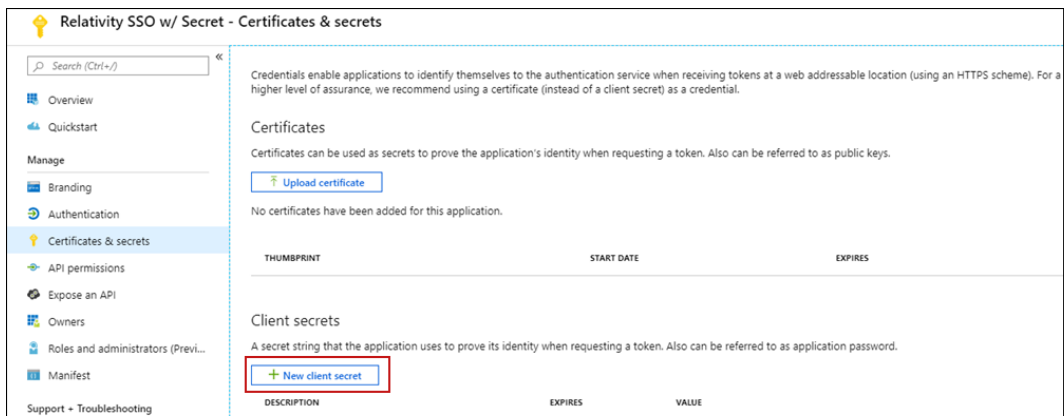 Relativity SSO w/ Secret - Certificates & secrets
Search (Ctrl+/)
«
Overview
Quickstart
Manage
Branding
Authentication
Certificates & secrets
API permissions
Expose an API
Owners
Roles and administrators (Previ...
Manifest
Support + Troubleshooting
Credentials enable applications to identify themselves to the authentication service when receiving tokens at a web addressable location (using an HTTPS scheme). For a
higher level of assurance, we recommend using a certificate (instead of a client secret) as a credential.
Certificates
Certificates can be used as secrets to prove the application's identity when requesting a token. Also can be referred to as public keys.
Upload certificate
No certificates have been added for this application.
THUMBPRINT START DATE EXPIRES
Client secrets
A secret string that the application uses to prove its identity when requesting a token. Also can be referred to as application password.
+ New client secret
DESCRIPTION EXPIRES VALUE